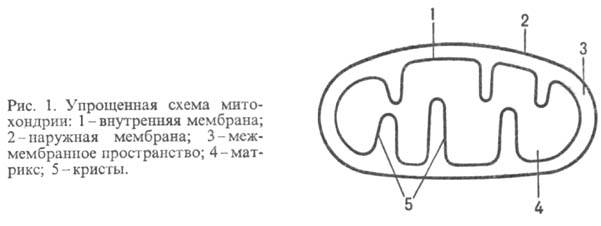 1 2
3
Рис. 1. Упрощенная схема мито-
хондрии: 1–внутренняя мембрана;
2–наружная мембрана; 3–меж-
мембранное пространство; 4–мат-
рикс; 5–кристы.
5 4